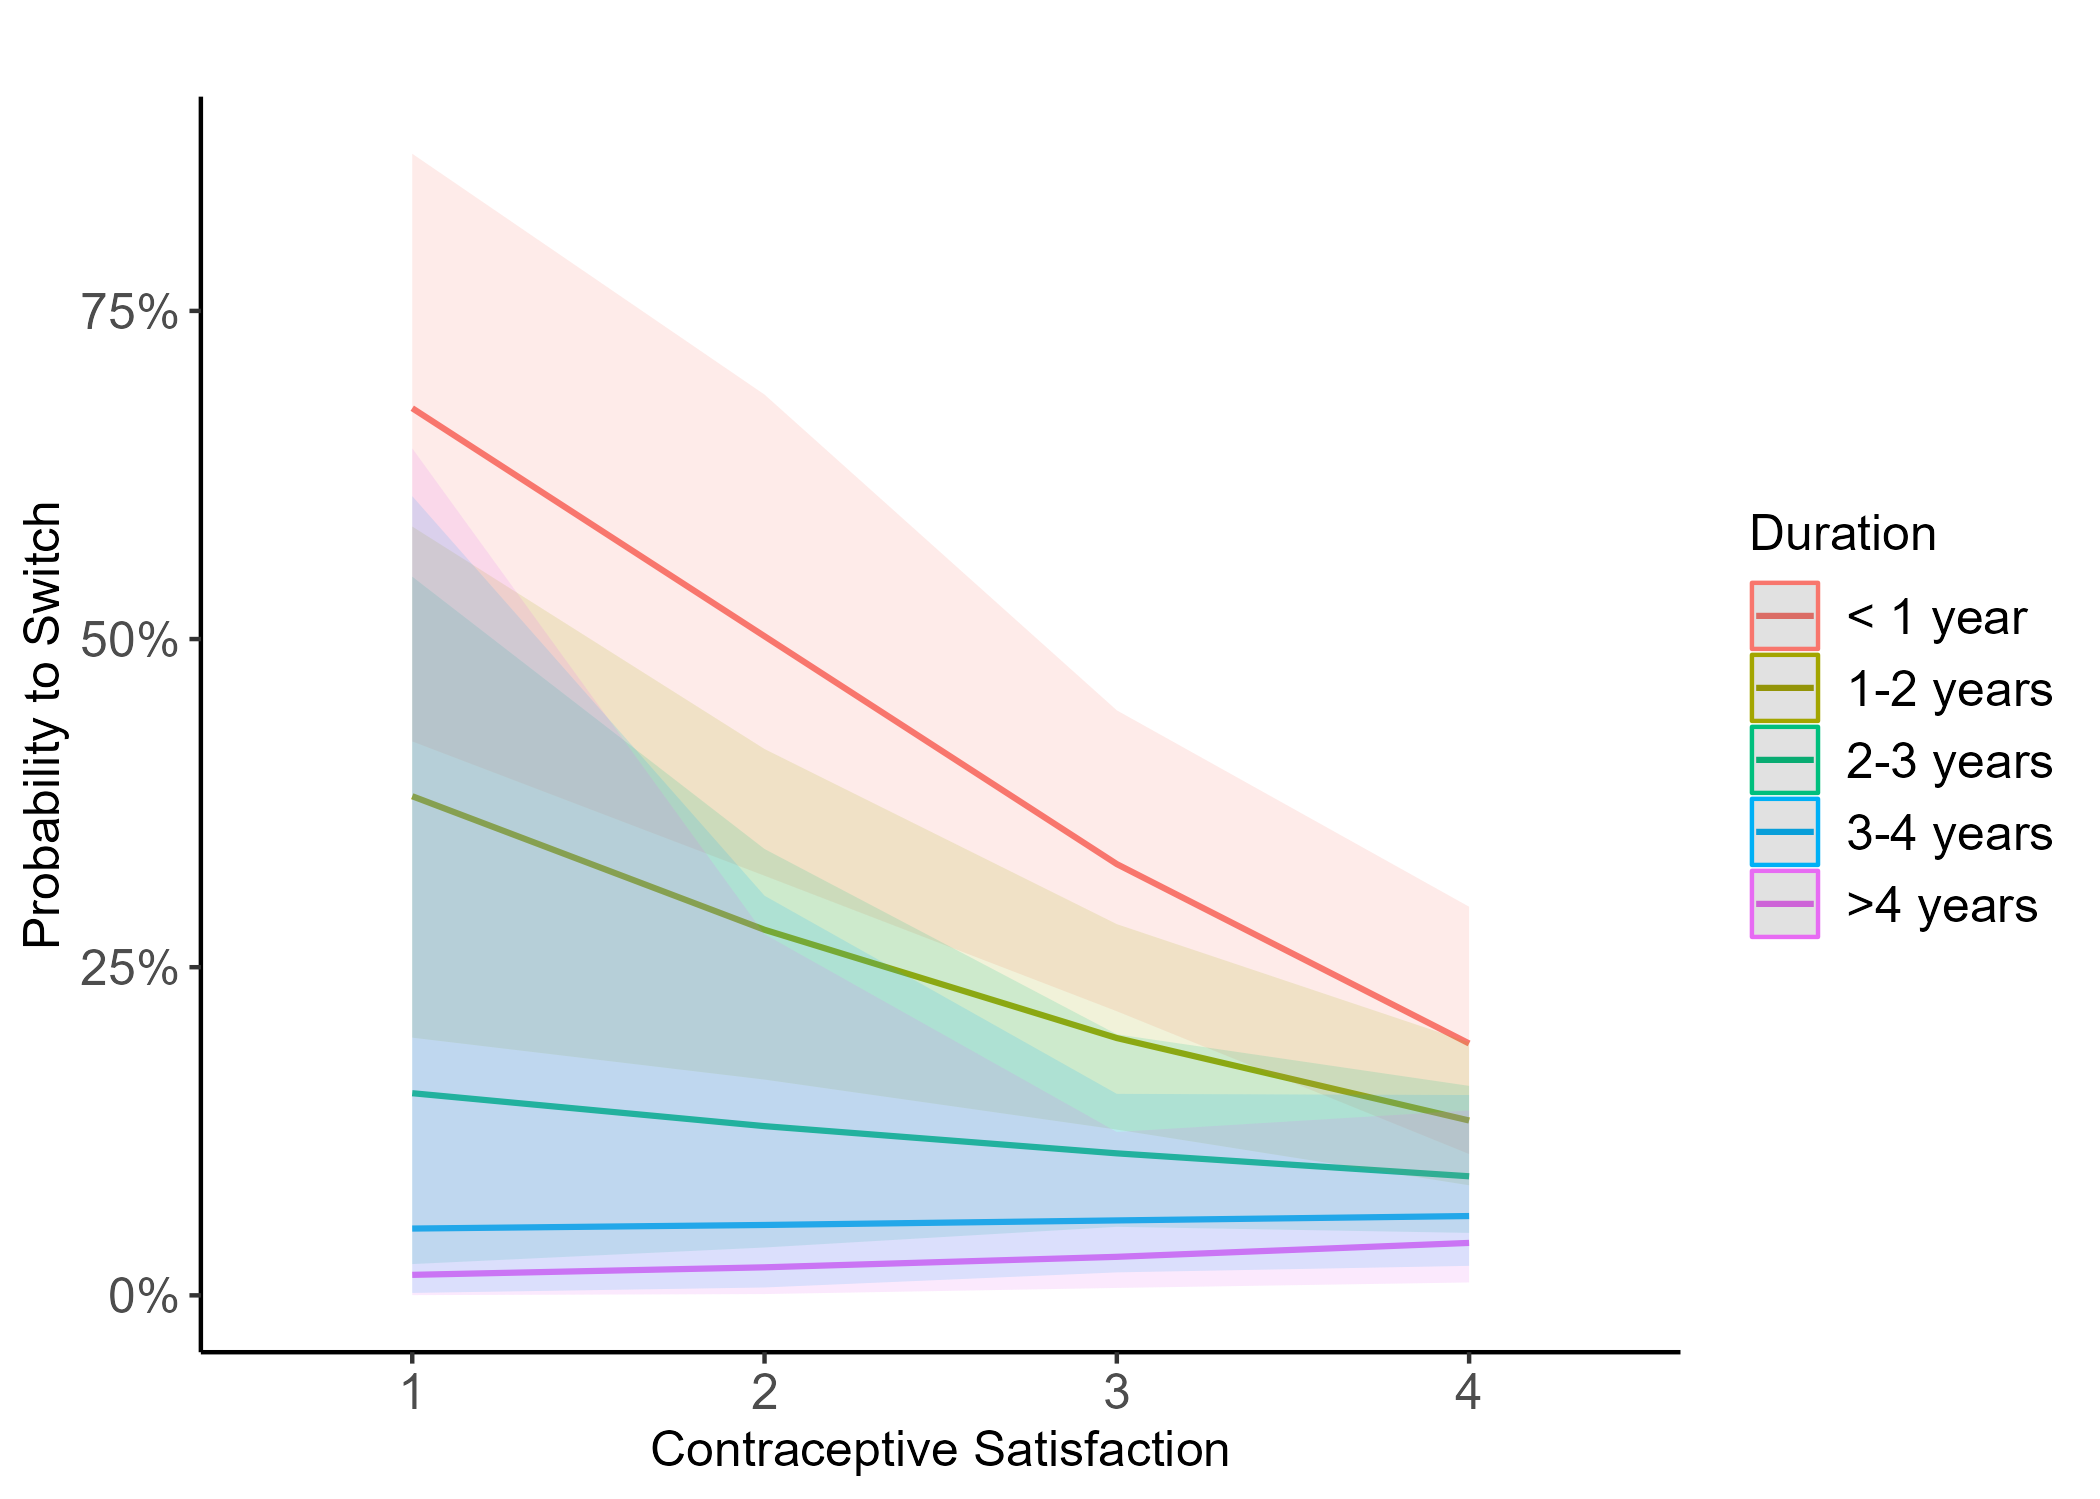 Probability to Switch
75%
50%
25%
0%
1 2 3 4
Contraceptive Satisfaction
Duration
< 1 year
1-2 years
2-3 years
3-4 years
>4 years